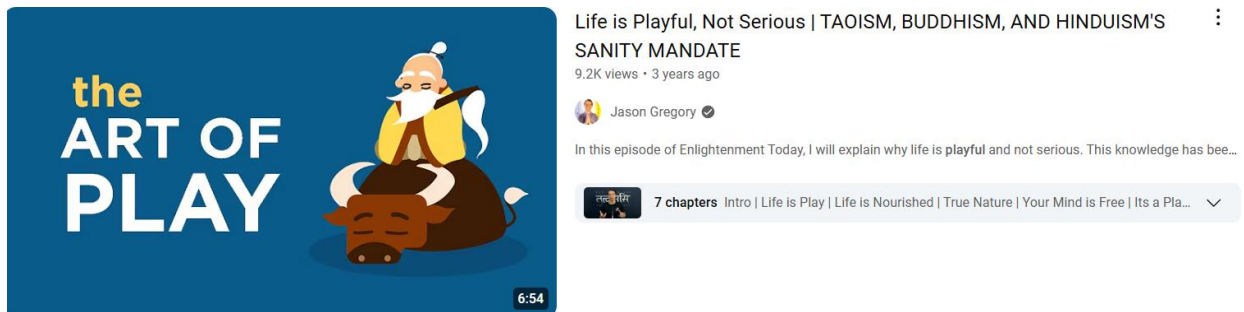 the
ART OF
PLAY
6:54
Life is Playful, Not Serious | TAOISM, BUDDHISM, AND HINDUISM'S
SANITY MANDATE
9.2K views • 3 years ago
Jason Gregory
In this episode of Enlightenment Today, I will explain why life is playful and not serious. This knowledge has bee...
7 chapters Intro | Life is Play | Life is Nourished | True Nature | Your Mind is Free | Its a Pla...